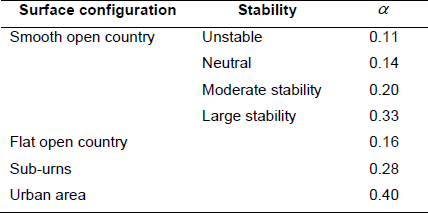 Surface configuration Stability α
Smooth open country Unstable 0.11
Neutral 0.14
Moderate stability 0.20
Large stability 0.33
Flat open country 0.16
Sub-urns 0.28
Urban area 0.40